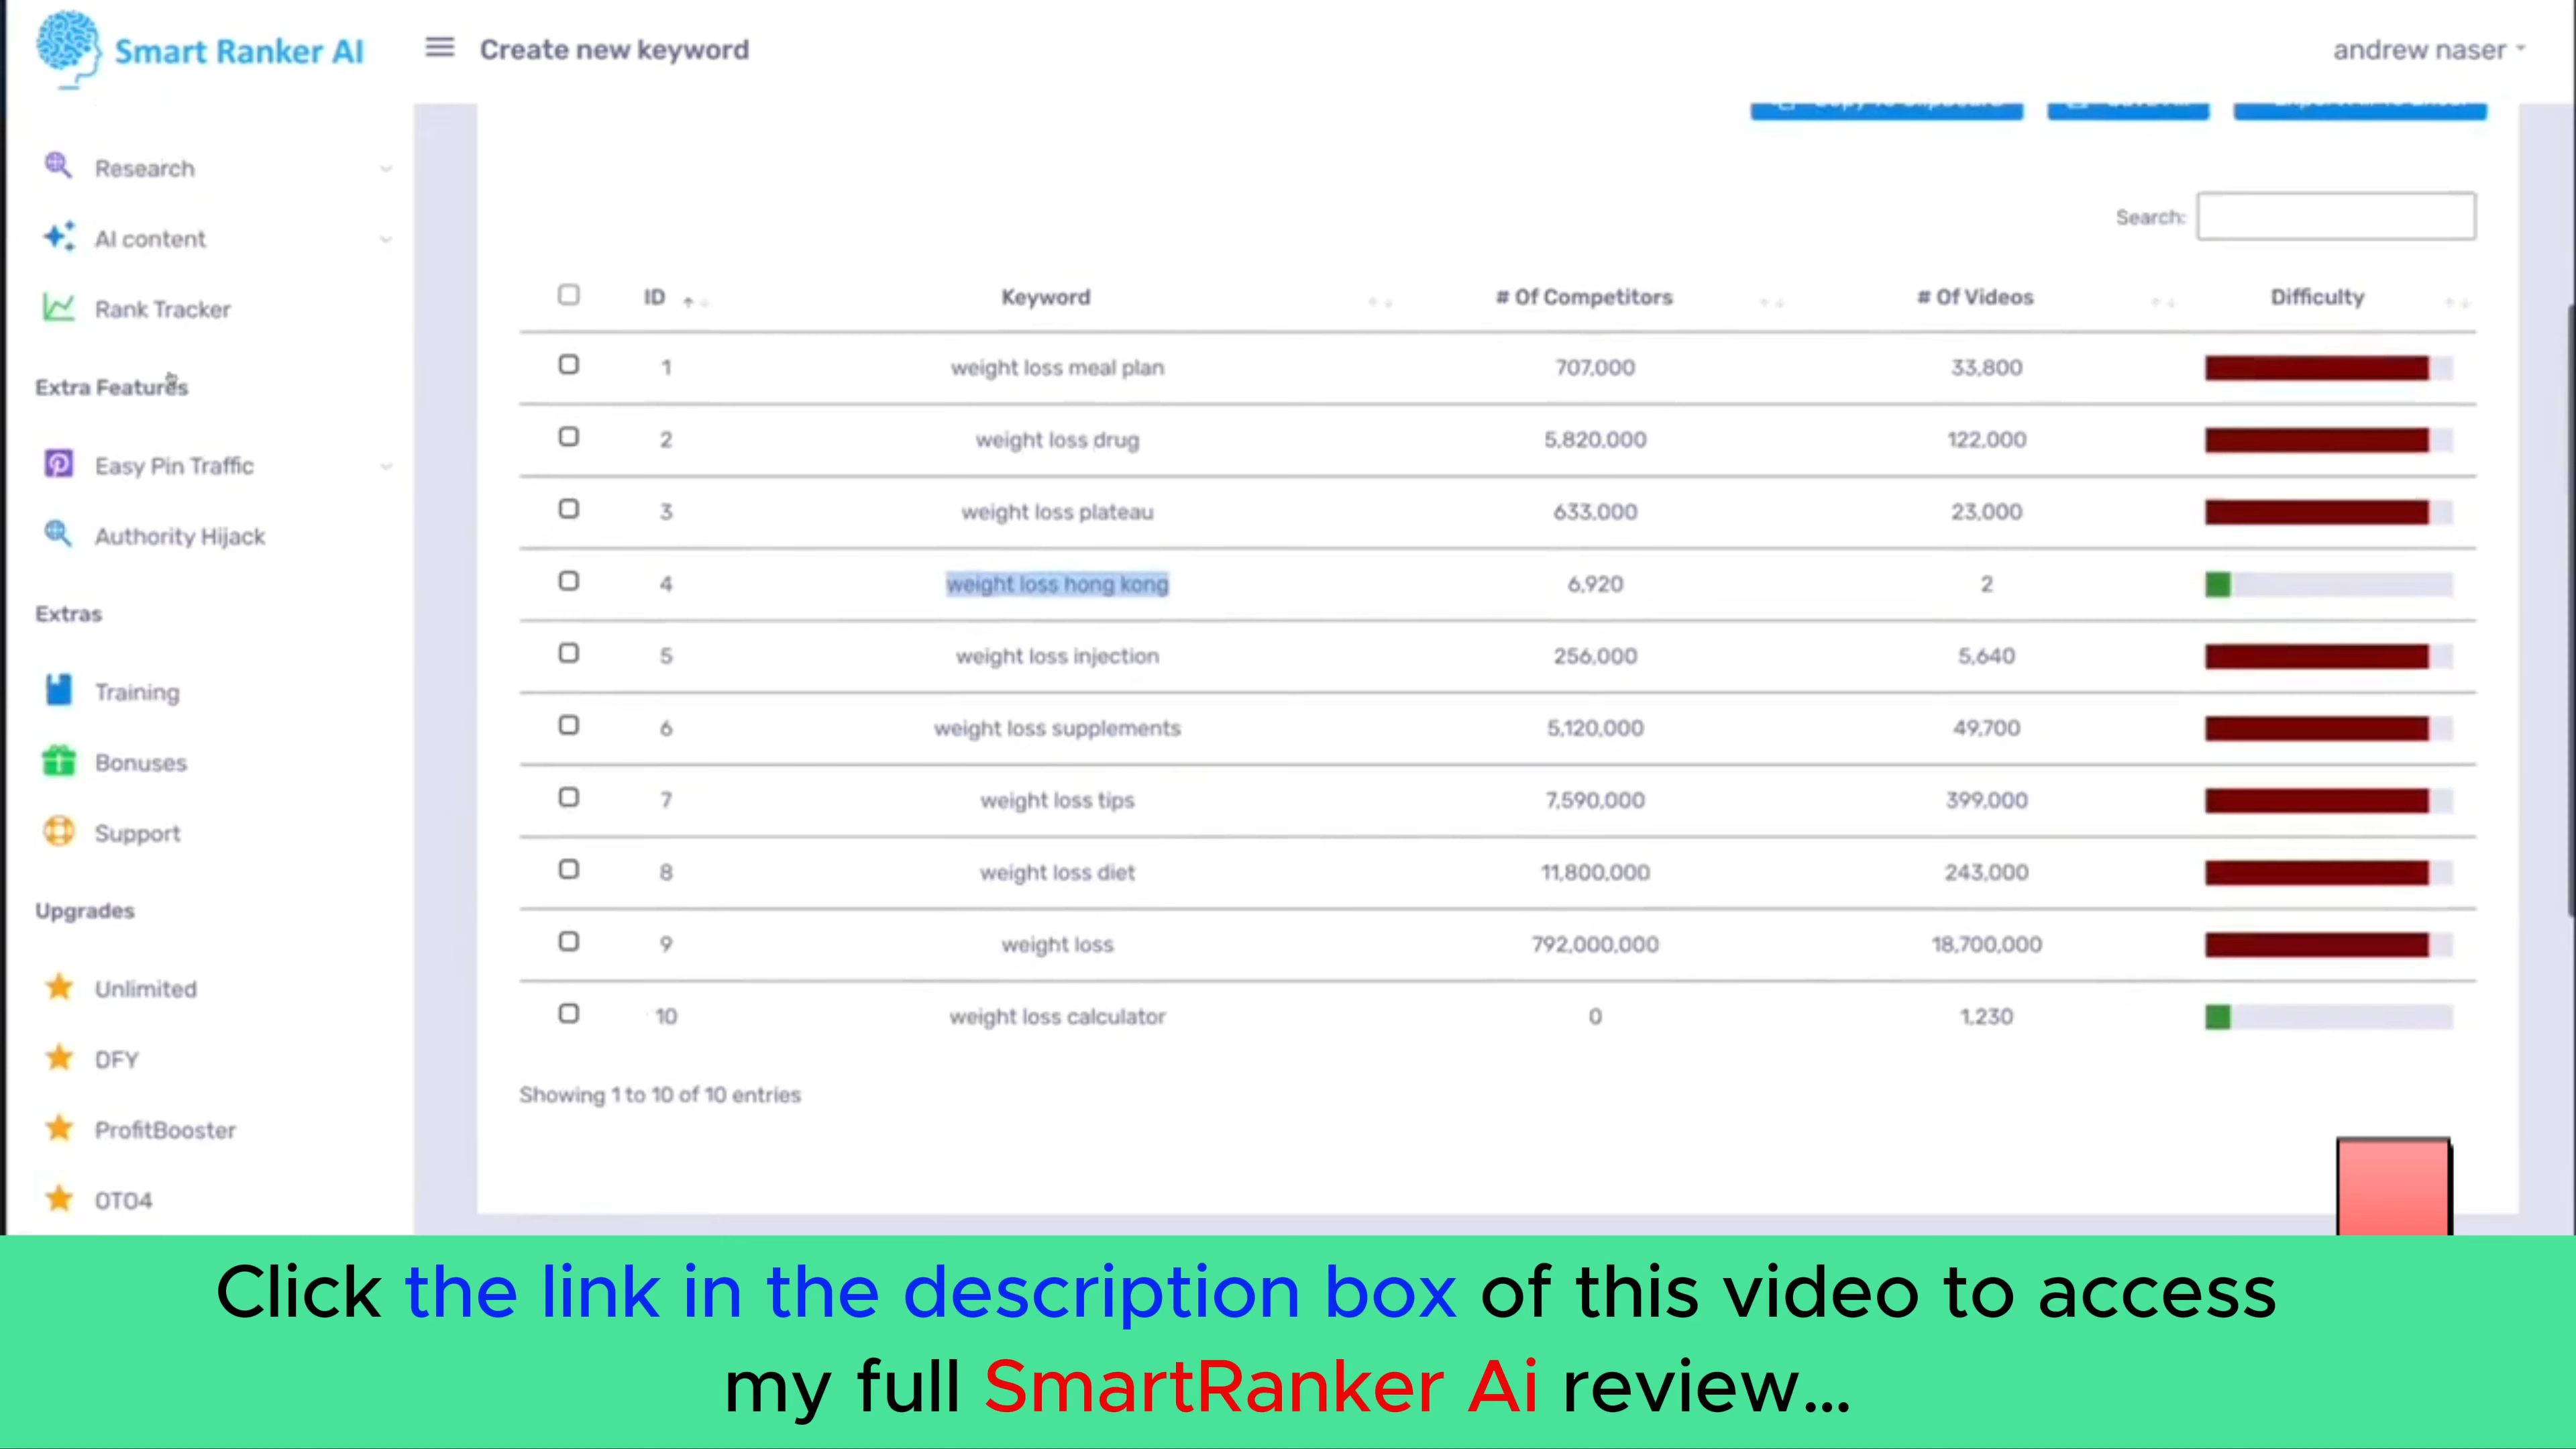 Smart Ranker AI
Create new keyword
andrew naser
Research
AI content
Rank Tracker
Extra Features
Easy Pin Traffic
Authority Hijack
Extras
Training
Bonuses
Support
Upgrades
Unlimited
DFY
ProfitBooster
OTO4
Search:
ID Keyword # Of Competitors # Of Videos Difficulty
1 weight loss meal plan 707,000 33,800
2 weight loss drug 5,820,000 122,000
3 weight loss plateau 633,000 23,000
4 weight loss hong kong 6,920 2
5 weight loss injection 256,000 5,640
6 weight loss supplements 5,120,000 49,700
7 weight loss tips 7,590,000 399,000
8 weight loss diet 11,800,000 243,000
9 weight loss 792,000,000 18,700,000
10 weight loss calculator 0 1,230
Showing 1 to 10 of 10 entries
Click the link in the description box of this video to access
my full SmartRanker Ai review...